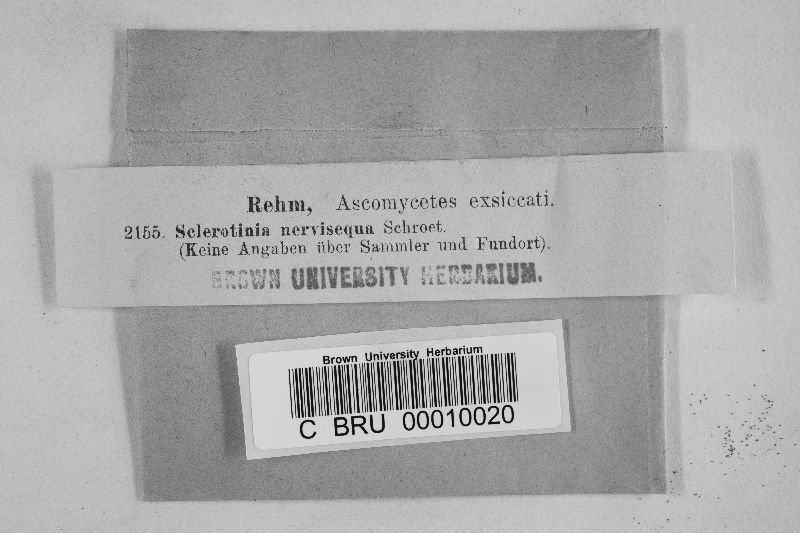 Rehm, Ascomycetes exsiccati.
2155. Sclerotinia nervisequa Schroet.
(Keine Angaben über Sammler und Fundort).
BROWN UNIVERSITY HERBARIUM.
Brown University Herbarium
C BRU 00010020